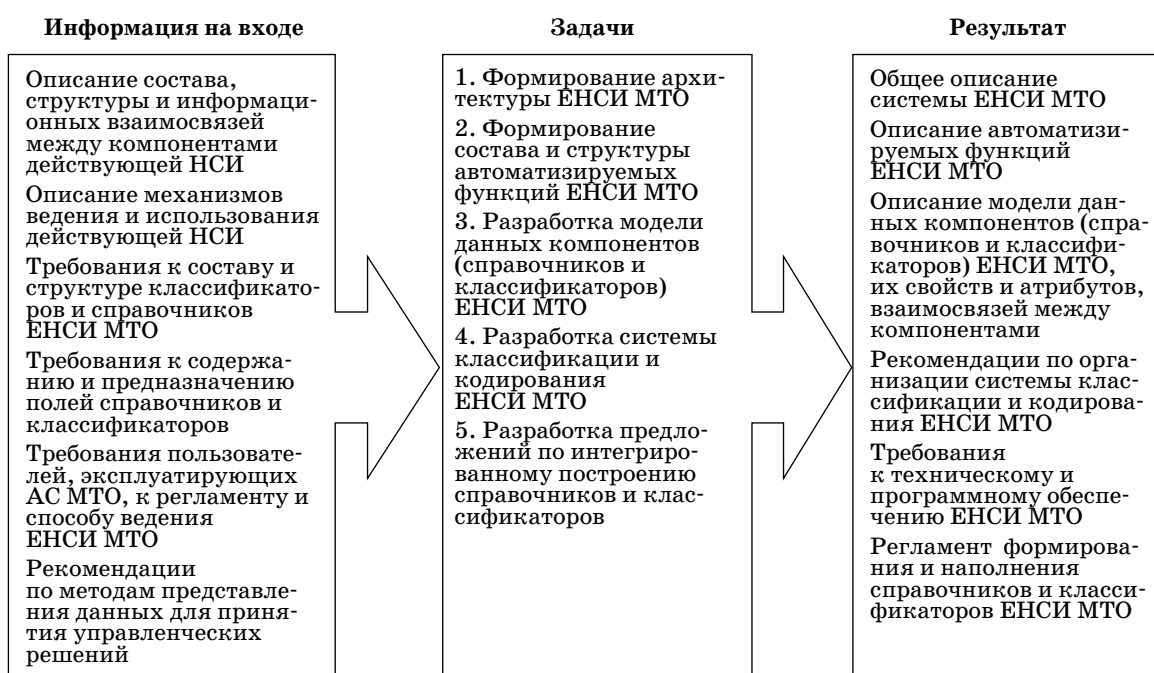 Информация на входе
Описание состава,
структуры и информаци-
онных взаимосвязей
между компонентами
действующей НСИ
Описание механизмов
ведения и использования
действующей НСИ
Требования к составу и
структуре классификато-
ров и справочников
ЕНСИ МТО
Требования к содержа-
нию и предназначению
полей справочников и
классификаторов
Требования пользовате-
лей, эксплуатирующих
АС МТО, к регламенту и
способу ведения
ЕНСИ МТО
Рекомендации
по методам представле-
ния данных для приня-
тия управленческих
решений
Задачи
1. Формирование архи-
тектуры ЕНСИ МТО
2. Формирование
состава и структуры
автоматизируемых
функций ЕНСИ МТО
3. Разработка модели
данных компонентов
(справочников и
классификаторов)
ЕНСИ МТО
4. Разработка системы
классификации и
кодирования
ЕНСИ МТО
5. Разработка предло-
жений по интегриро-
ванному построению
справочников и клас-
сификаторов
Результат
Общее описание
системы ЕНСИ МТО
Описание автоматизи-
руемых функций
ЕНСИ МТО
Описание модели дан-
ных компонентов (спра-
вочников и классифи-
каторов) ЕНСИ МТО,
их свойств и атрибутов,
взаимосвязей между
компонентами
Рекомендации по орга-
низации системы клас-
сификации и кодирова-
ния ЕНСИ МТО
Требования
к техническому и
программному обеспе-
чению ЕНСИ МТО
Регламент формирова-
ния и наполнения
справочников и класси-
фикаторов ЕНСИ МТО